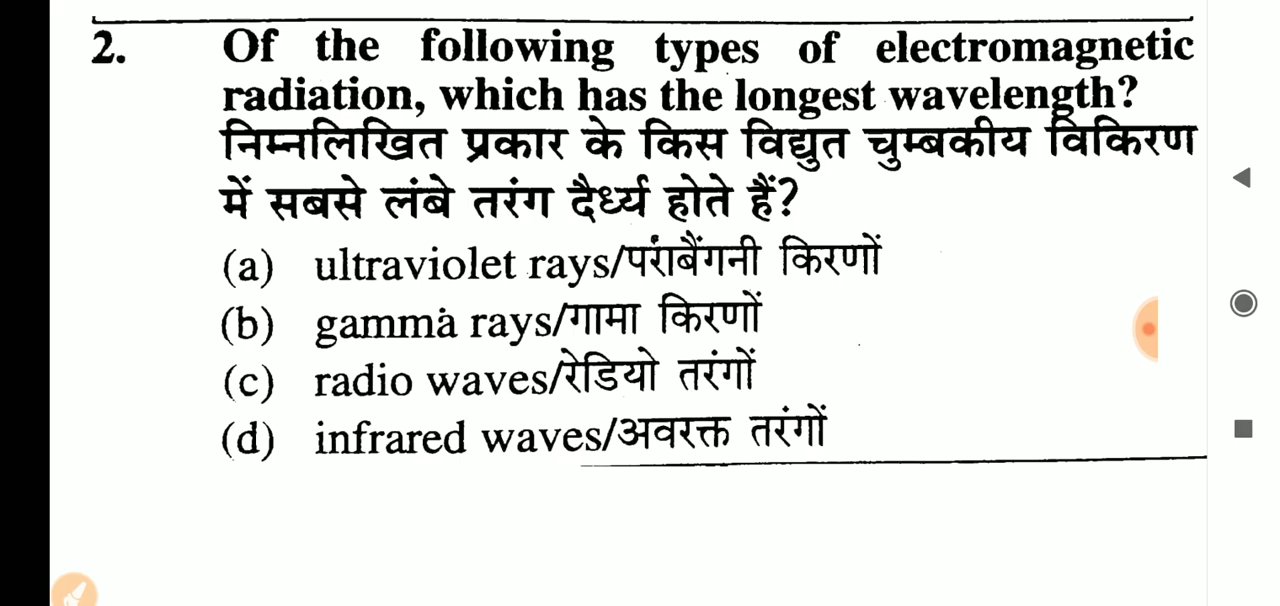 2. Of the following types of electromagnetic
radiation, which has the longest wavelength?
निम्नलिखित प्रकार के किस विद्युत चुम्बकीय विकिरण
में सबसे लंबे तरंग दैर्ध्य होते हैं?
(a) ultraviolet rays/पराबैंगनी किरणों
(b) gamma rays/गामा किरणों
(c) radio waves/रेडियो तरंगों
(d) infrared waves/अवरक्त तरंगों